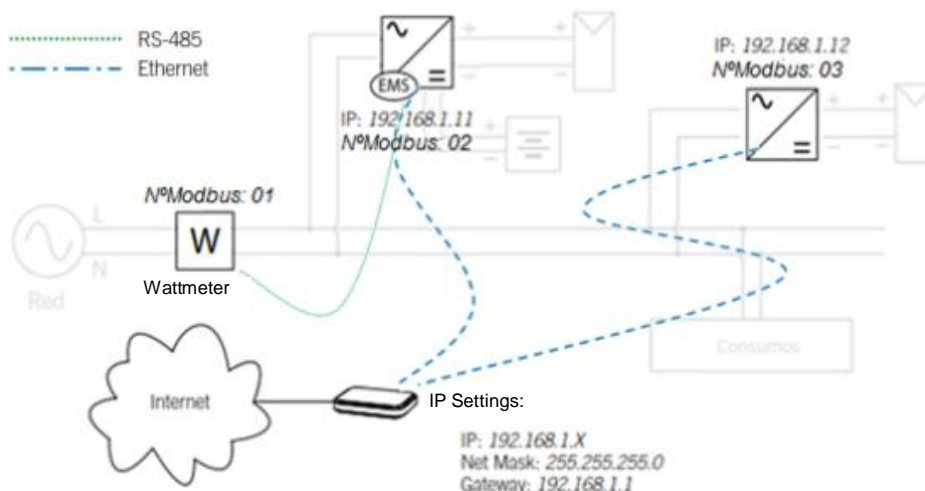 RS-485
Ethernet
EMS
IP: 192.168.1.11
NºModbus: 02
IP: 192.168.1.12
NºModbus: 03
NºModbus: 01
L
N
W
Wattmeter
Red
Consumos
Internet
IP Settings:
IP: 192.168.1.X
Net Mask: 255.255.255.0
Gateway: 192.168.1.1